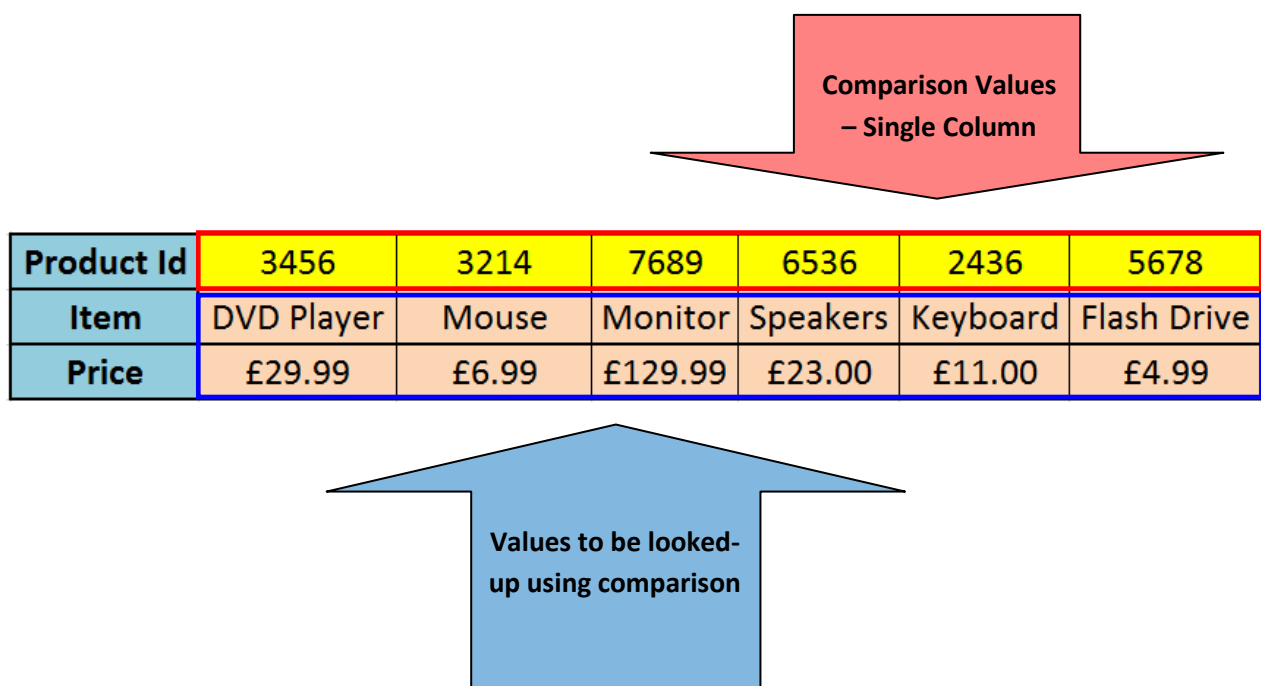 Comparison Values
– Single Column
Product Id 3456 3214 7689 6536 2436 5678
Item DVD Player Mouse Monitor Speakers Keyboard Flash Drive
Price £29.99 £6.99 £129.99 £23.00 £11.00 £4.99
Values to be looked-
up using comparison